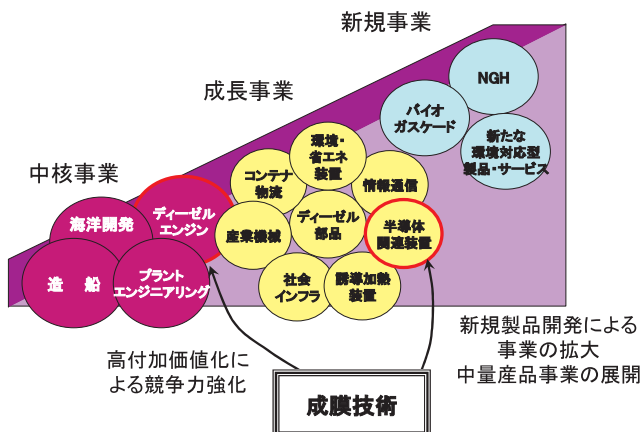 新規事業
成長事業
中核事業
NGH
バイオ
ガスケード
新たな
環境対応型
製品・サービス
環境・
省エネ
装置
コンテナ
物流
情報通信
ディーゼル
部品
産業機械
半導体
関連装置
社会
インフラ
誘導加熱
装置
海洋開発
ディーゼル
エンジン
造　船
プラント
エンジニアリング
高付加価値化に
よる競争力強化
成膜技術
新規製品開発による
事業の拡大
中量産品事業の展開